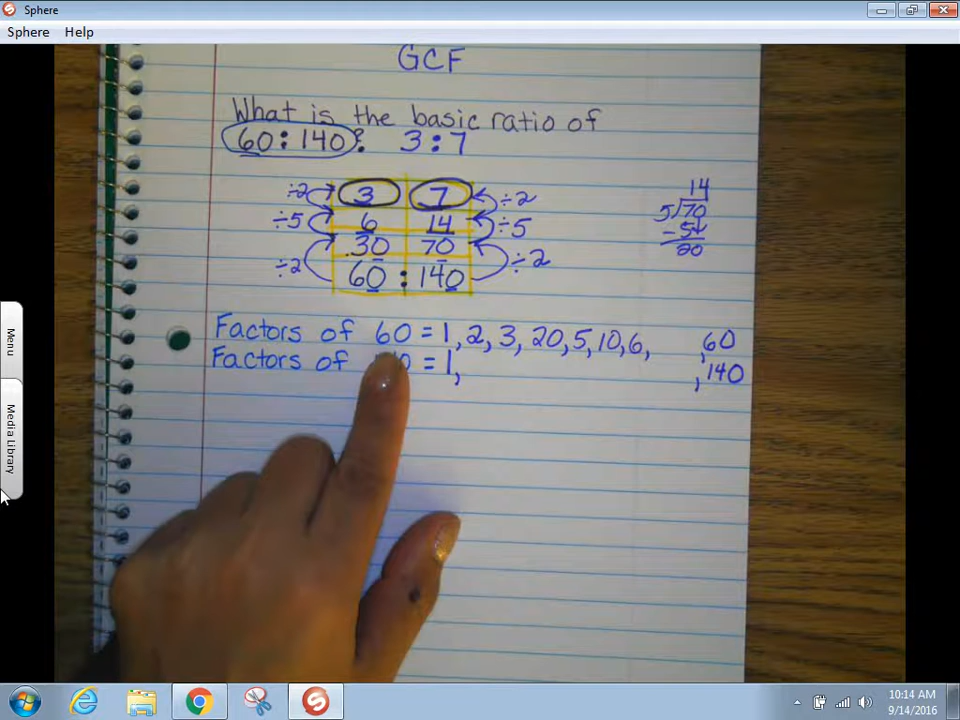 Sphere
Sphere Help
GCF
What is the basic ratio of
60:140? 3:7
÷2 3 7 ÷2
÷5 6 14 ÷5
30 70
÷2 60 : 140 ÷2
14
5)70
-5↓
20
Factors of 60 = 1, 2, 3, 20, 5, 10, 6, , 60
Factors of = 1, , 140
Menu
Media Library
10:14 AM
9/14/2016